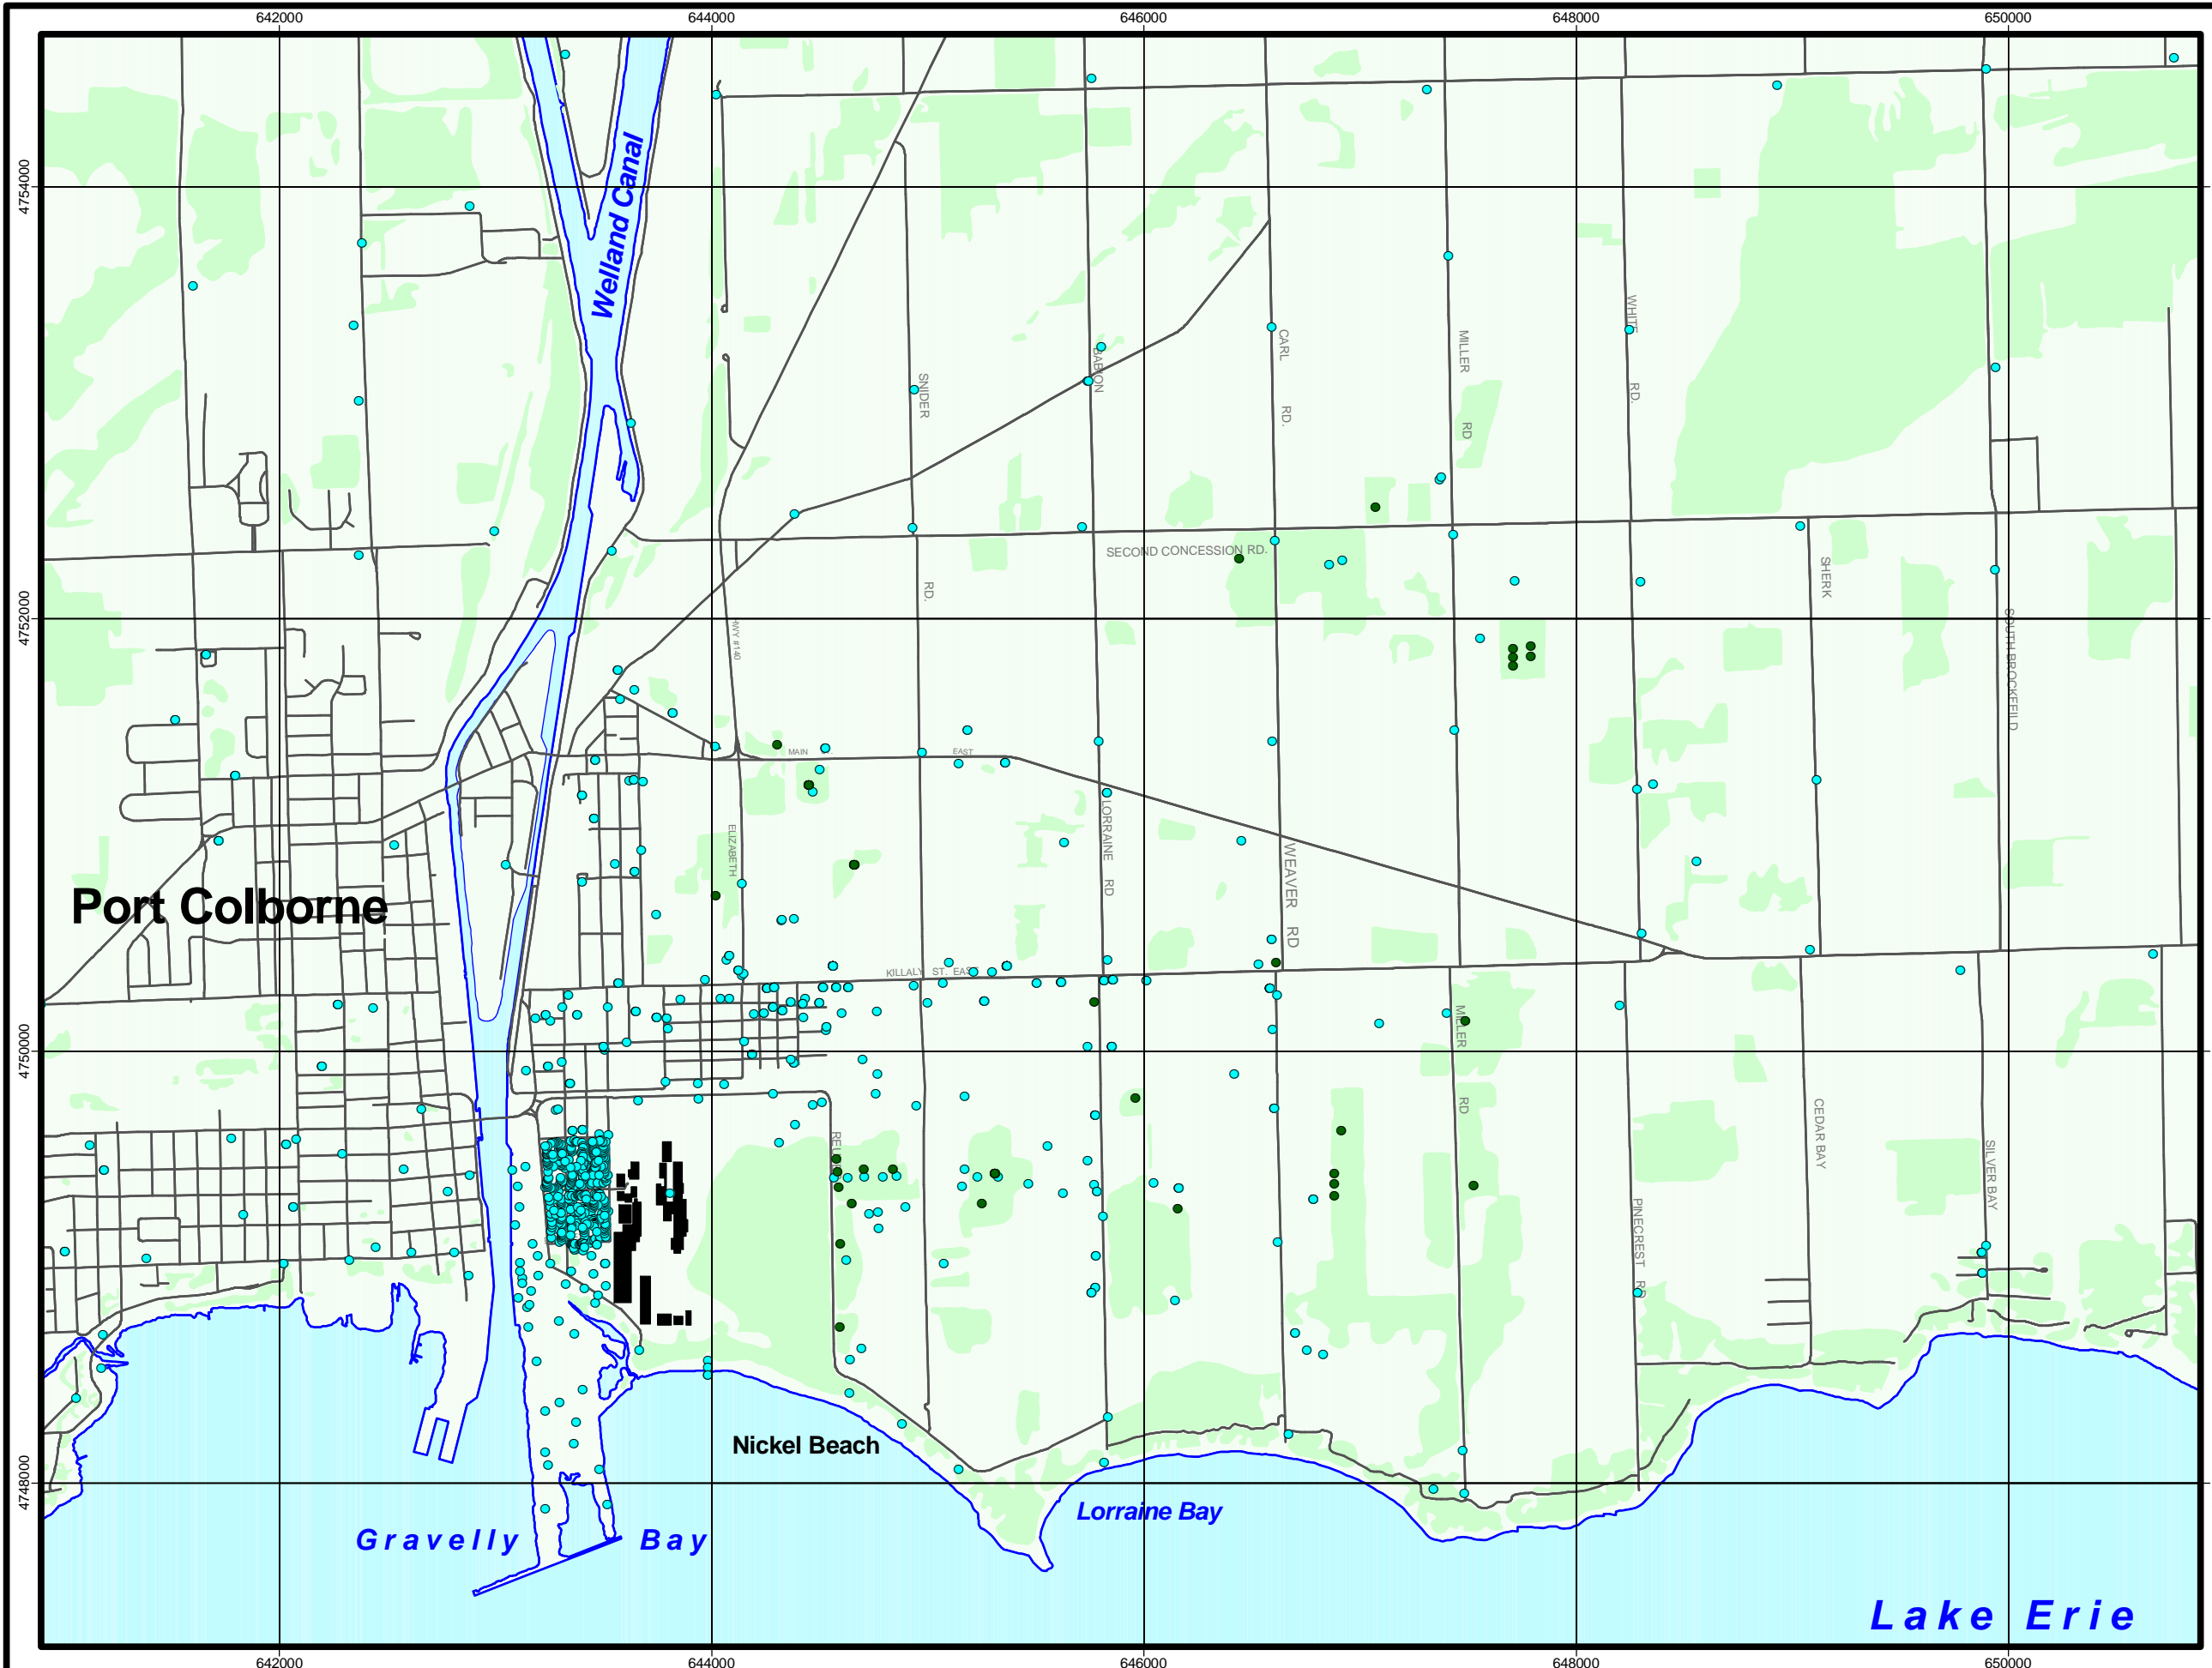 642000 644000 646000 648000 650000
4754000
Welland Canal
WHITE RD.
CARL RD.
MILLER RD
BABION
SNIDER RD.
SECOND CONCESSION RD.
SHERK
4752000
HWY #140
SOUTH BROCKFEILD
MAIN EAST
ELIZABETH
LORRAINE RD
WEAVER RD
Port Colborne
KILLALY ST. EAST
4750000
MILLER RD
CEDAR BAY
SILVER BAY
PINECREST RD
Nickel Beach
4748000
Lorraine Bay
Gravelly Bay
Lake Erie
642000 644000 646000 648000 650000